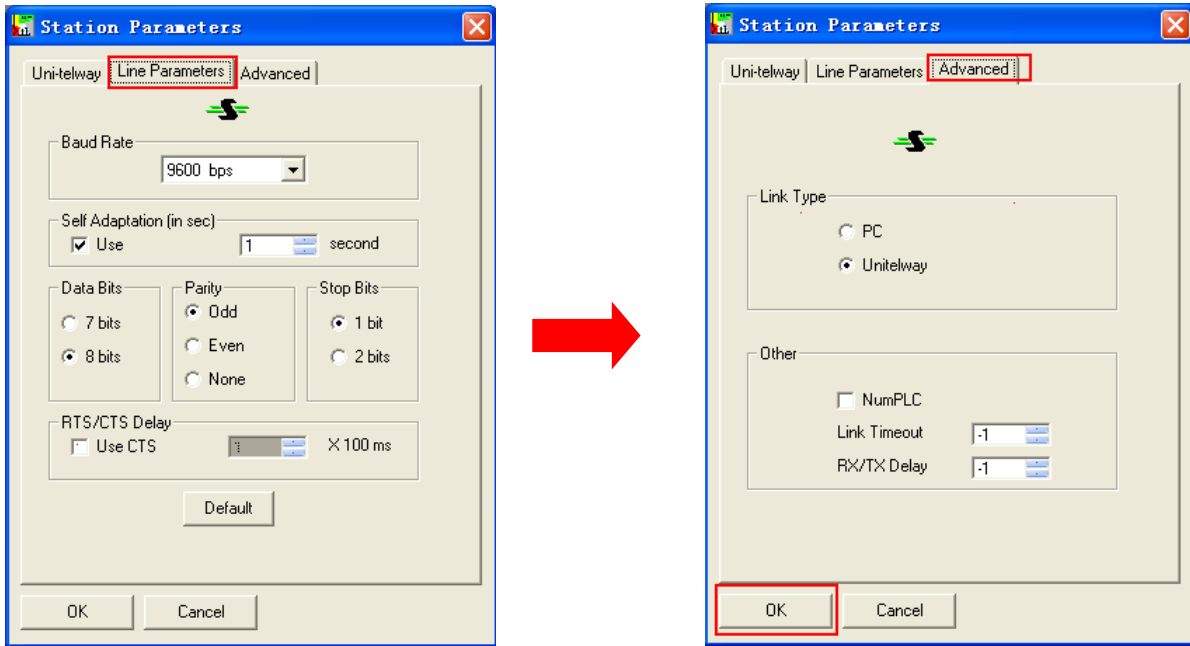 Station Parameters
Uni-telway Line Parameters Advanced
Baud Rate
9600 bps
Self Adaptation (in sec)
Use 1 second
Data Bits Parity Stop Bits
7 bits Odd 1 bit
8 bits Even 2 bits
None
RTS/CTS Delay
Use CTS 1 X 100 ms
Default
OK Cancel
Station Parameters
Uni-telway Line Parameters Advanced
Link Type
PC
Unitelway
Other
NumPLC
Link Timeout -1
RX/TX Delay -1
OK Cancel